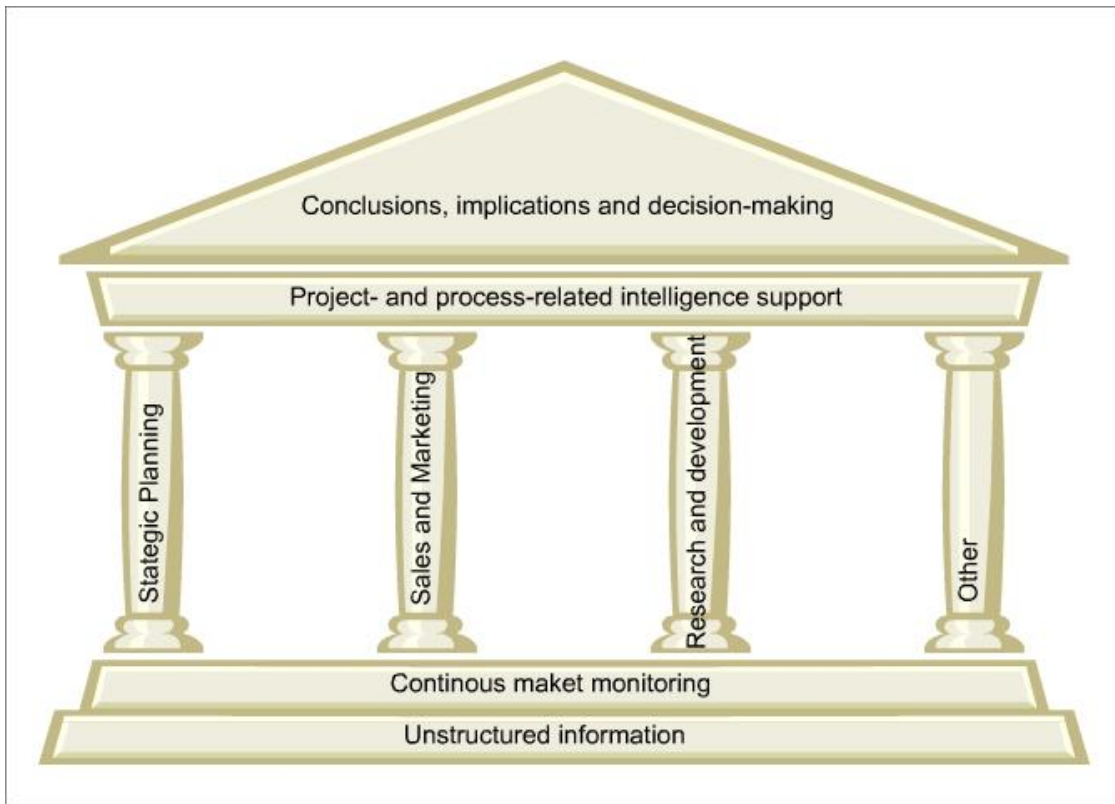 Conclusions, implications and decision-making
Project- and process-related intelligence support
Stategic Planning
Sales and Marketing
Research and development
Other
Continous maket monitoring
Unstructured information